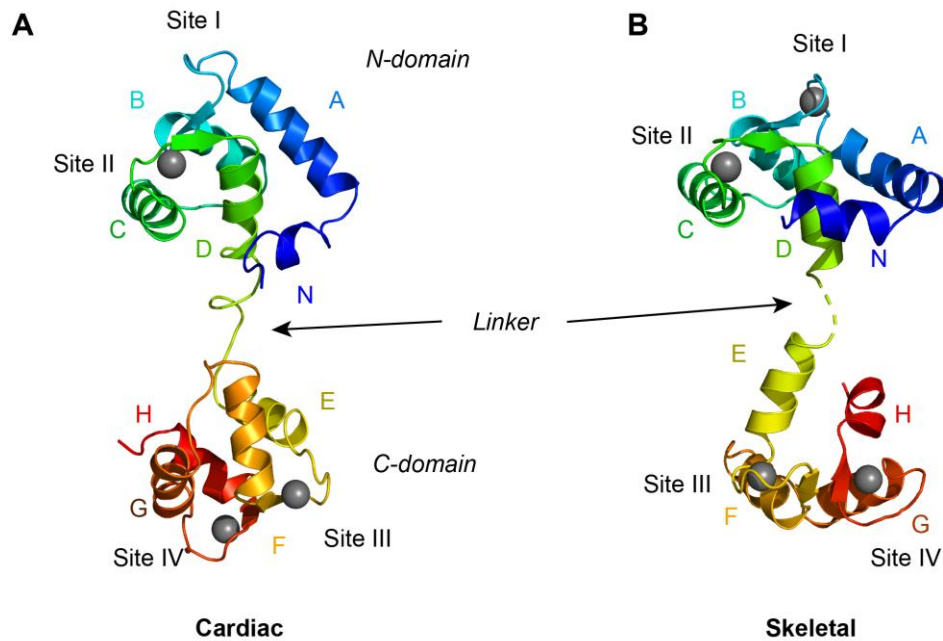 A
Site I
N-domain
B
A
Site II
C
D
N
Linker
H
E
C-domain
G
Site III
F
Site IV
Cardiac
B
Site I
B
A
Site II
C
D
N
E
H
Site III
F
G
Site IV
Skeletal